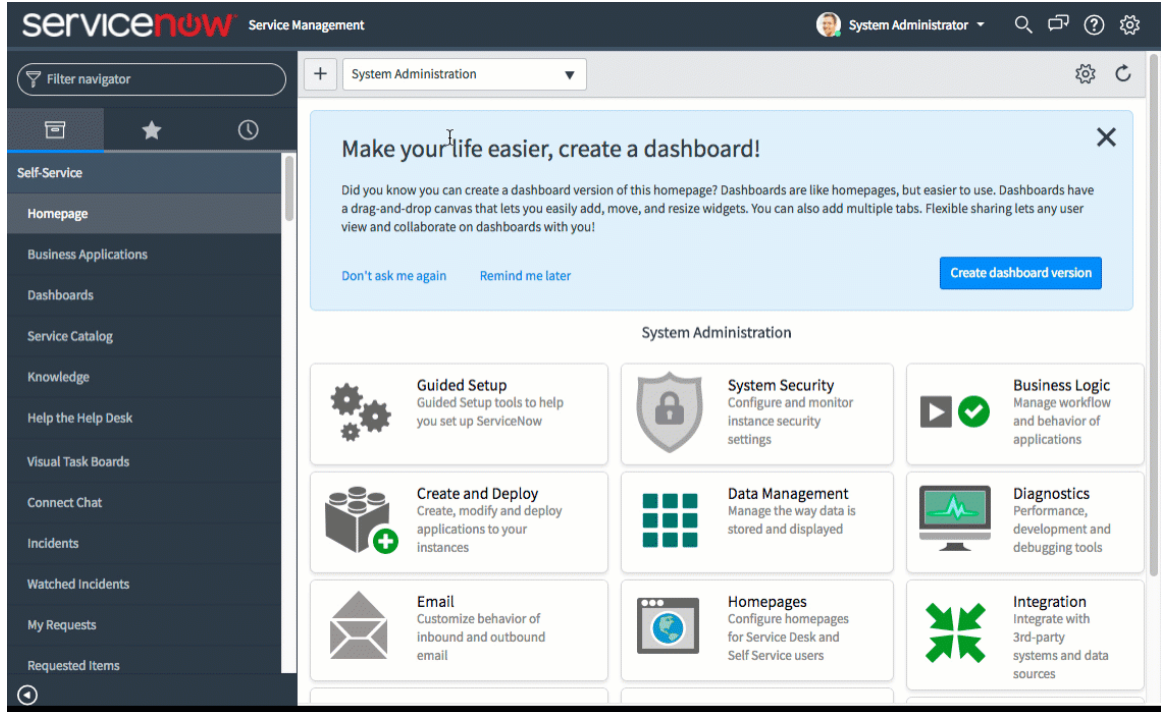 servicenow Service Management
System Administrator
Filter navigator
System Administration
Self-Service
Homepage
Business Applications
Dashboards
Service Catalog
Knowledge
Help the Help Desk
Visual Task Boards
Connect Chat
Incidents
Watched Incidents
My Requests
Requested Items
Make your life easier, create a dashboard!
Did you know you can create a dashboard version of this homepage? Dashboards are like homepages, but easier to use. Dashboards have
a drag-and-drop canvas that lets you easily add, move, and resize widgets. You can also add multiple tabs. Flexible sharing lets any user
view and collaborate on dashboards with you!
Don't ask me again Remind me later
Create dashboard version
System Administration
Guided Setup
Guided Setup tools to help
you set up ServiceNow
System Security
Configure and monitor
instance security
settings
Business Logic
Manage workflow
and behavior of
applications
Create and Deploy
Create, modify and deploy
applications to your
instances
Data Management
Manage the way data is
stored and displayed
Diagnostics
Performance,
development and
debugging tools
Email
Customize behavior of
inbound and outbound
email
Homepages
Configure homepages
for Service Desk and
Self Service users
Integration
Integrate with
3rd-party
systems and data
sources